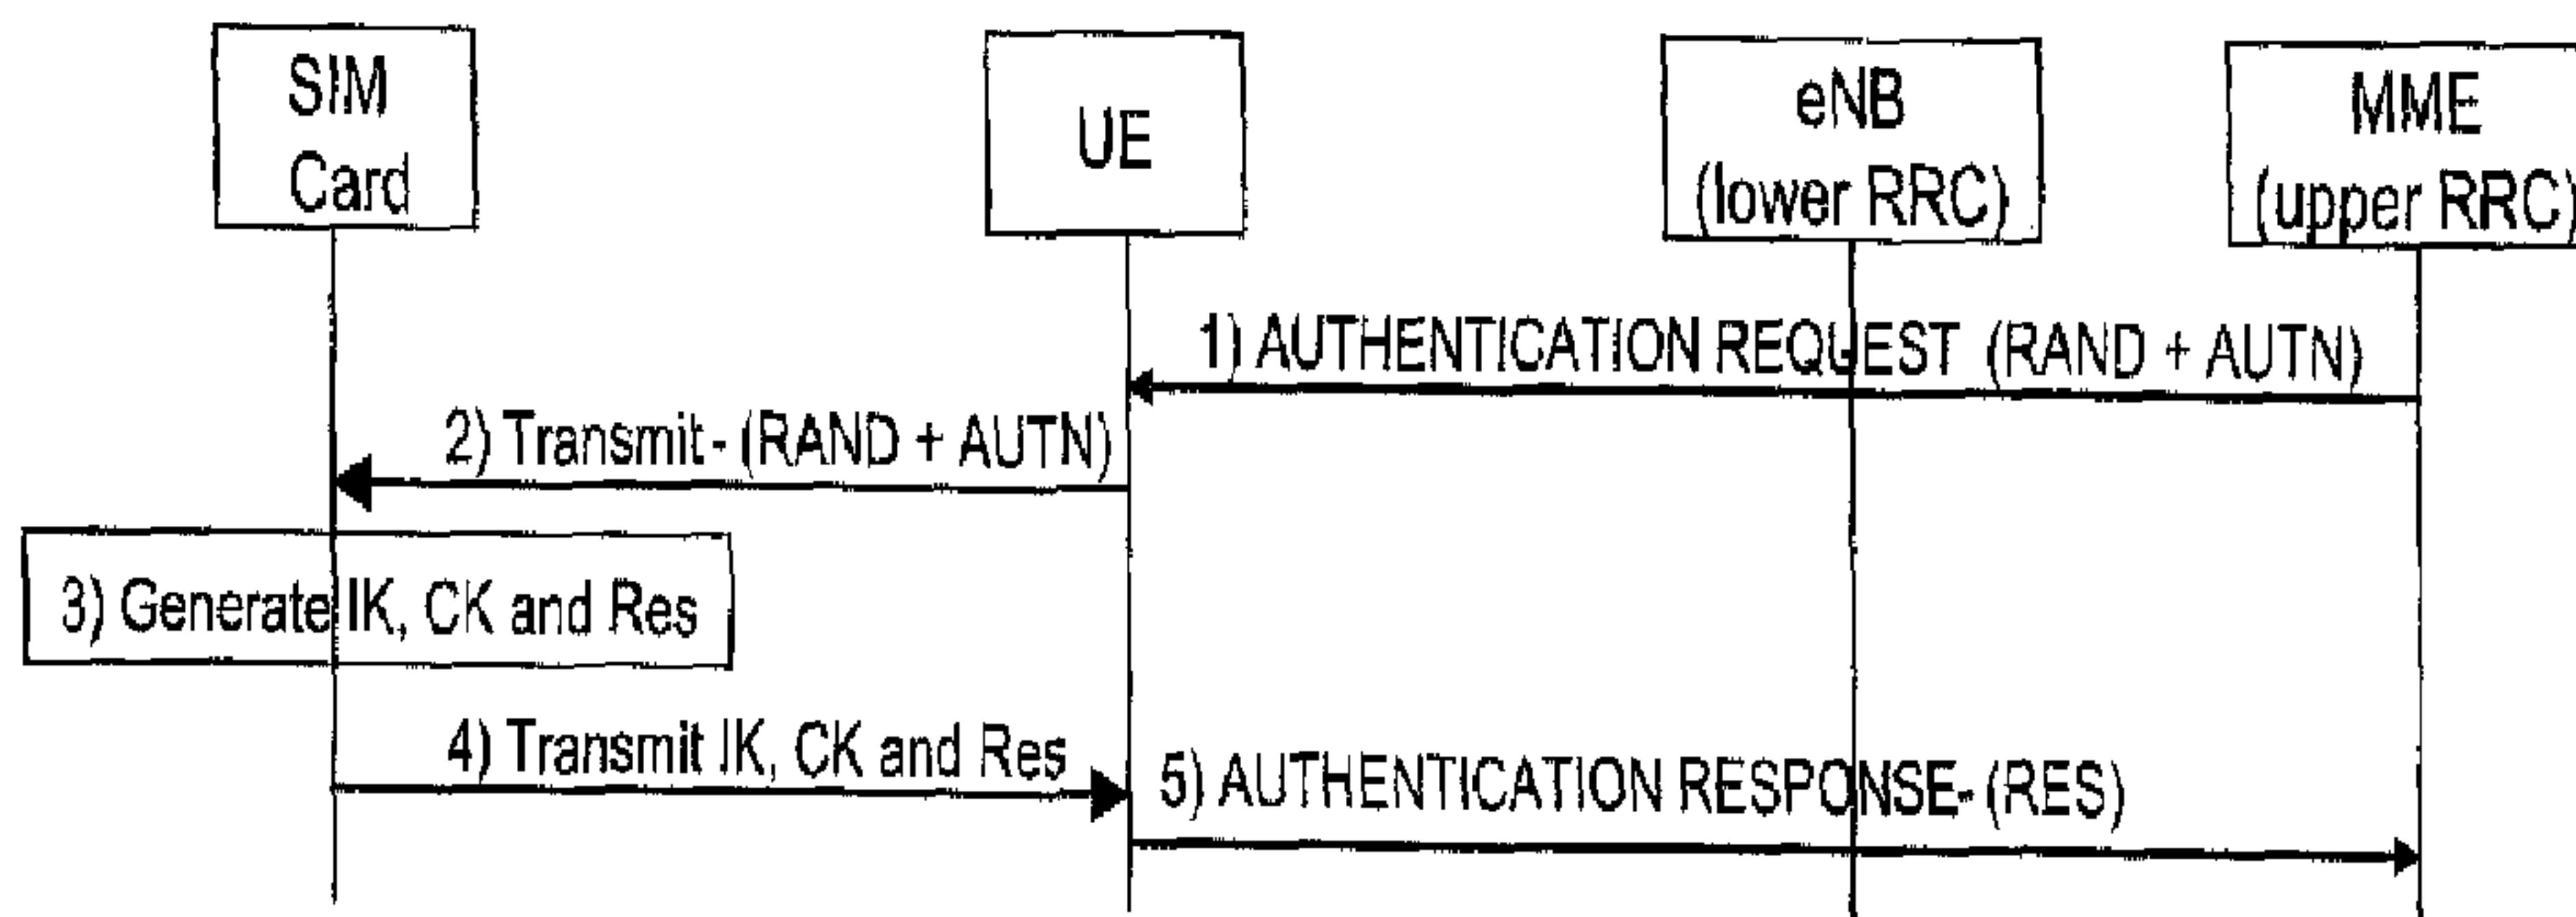 SIM
Card
UE
eNB
(lower RRC)
MME
(upper RRC)
1) AUTHENTICATION REQUEST (RAND + AUTN)
2) Transmit - (RAND + AUTN)
3) Generate IK, CK and Res
4) Transmit IK, CK and Res
5) AUTHENTICATION RESPONSE- (RES)